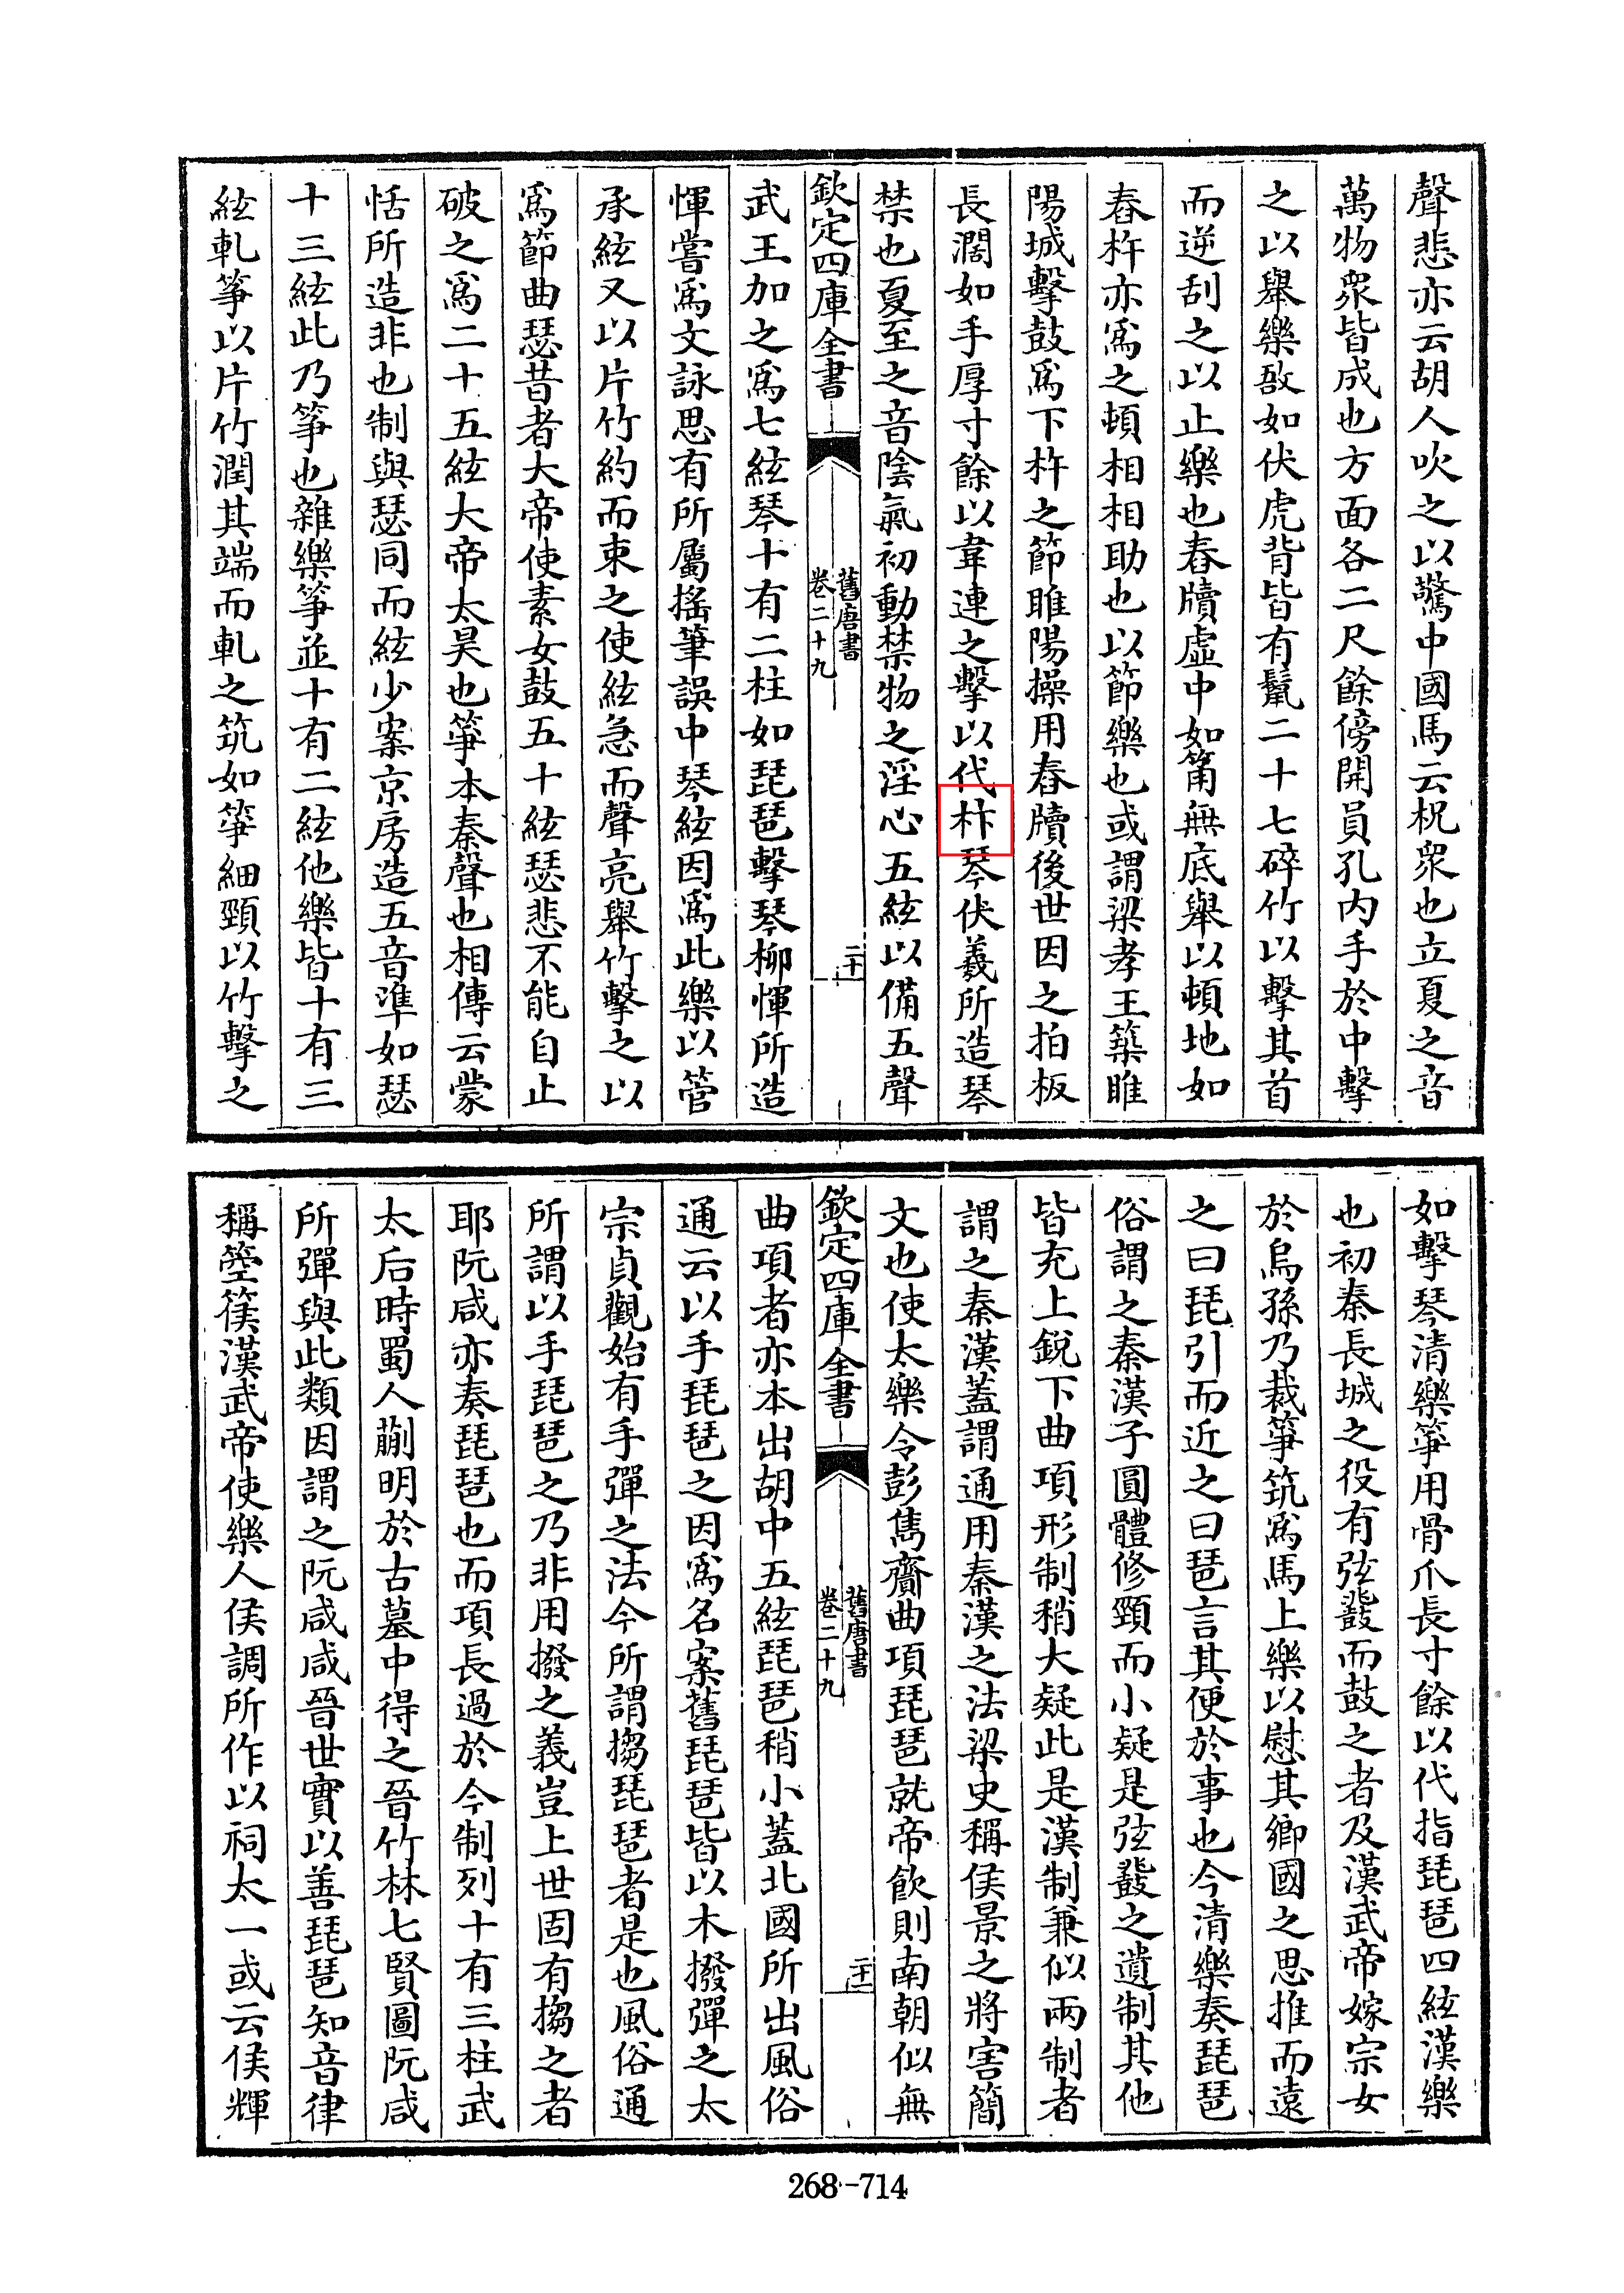 聲悲亦云胡人吹之以驚中國馬云柷衆也立夏之音
萬物衆皆成也方面各二尺餘傍開員孔内手於中擊
之以舉樂敔如伏虎背皆有鬛二十七碎竹以擊其首
而逆刮之以止樂也舂牘虛中如筩無底舉以頓地如
舂杵亦爲之頓相相助也以節樂也或謂梁孝王築睢
陽城擊鼓爲下杵之節睢陽操用舂牘後世因之拍板
長濶如手厚寸餘以韋連之擊以代抃琴伏羲所造琴
禁也夏至之音陰氣初動禁物之淫心五絃以備五聲
欽定四庫全書
舊唐書
卷二十九
二十
武王加之爲七絃琴十有二柱如琵琶擊琴柳惲所造
惲嘗爲文詠思有所屬搖筆誤中琴絃因爲此樂以管
承絃又以片竹約而束之使絃急而聲亮舉竹擊之以
爲節曲瑟昔者大帝使素女鼓五十絃瑟悲不能自止
破之爲二十五絃大帝太昊也箏本秦聲也相傳云蒙
恬所造非也制與瑟同而絃少案京房造五音準如瑟
十三絃此乃箏也雜樂箏並十有二絃他樂皆十有三
絃軋箏以片竹潤其端而軋之筑如箏細頸以竹擊之
如擊琴清樂箏用骨爪長寸餘以代指琵琶四絃漢樂
也初秦長城之役有弦鼗而鼓之者及漢武帝嫁宗女
於烏孫乃裁箏筑爲馬上樂以慰其鄉國之思推而遠
之曰琵引而近之曰琶言其便於事也今清樂奏琵琶
俗謂之秦漢子圓體修頸而小疑是弦鼗之遺制其他
皆充上銳下曲項形制稍大疑此是漢制兼似兩制者
謂之秦漢蓋謂通用秦漢之法梁史稱侯景之將害簡
文也使太樂令彭雋齎曲項琵琶就帝飲則南朝似無
欽定四庫全書
舊唐書
卷二十九
二十一
曲項者亦本出胡中五絃琵琶稍小蓋北國所出風俗
通云以手琵琶之因爲名案舊琵琶皆以木撥彈之太
宗貞觀始有手彈之法今所謂搊琵琶者是也風俗通
所謂以手琵琶之乃非用撥之義豈上世固有搊之者
耶阮咸亦奏琵琶也而項長過於今制列十有三柱武
太后時蜀人蒯明於古墓中得之晉竹林七賢圖阮咸
所彈與此類因謂之阮咸咸晉世實以善琵琶知音律
稱箜篌漢武帝使樂人侯調所作以祠太一或云侯輝
268-714